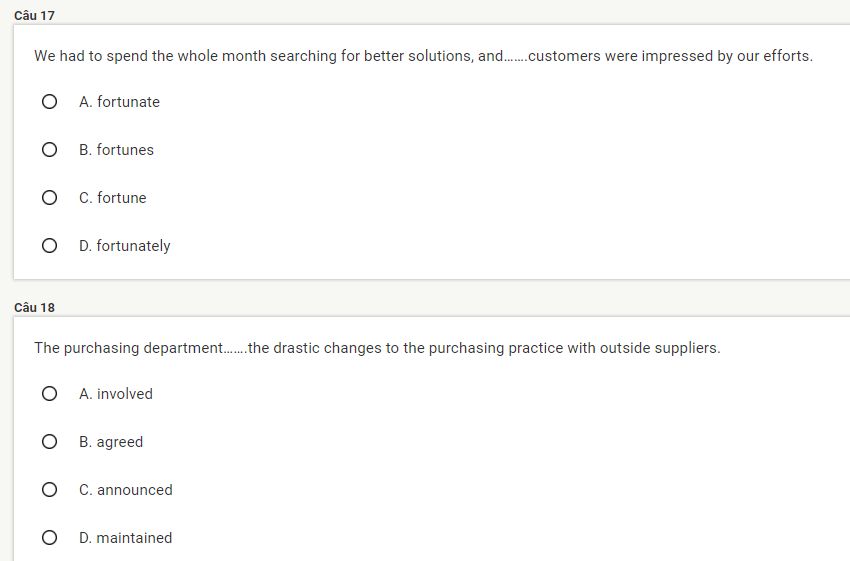 Câu 17
We had to spend the whole month searching for better solutions, and.......customers were impressed by our efforts.
A. fortunate
B. fortunes
C. fortune
D. fortunately
Câu 18
The purchasing department.......the drastic changes to the purchasing practice with outside suppliers.
A. involved
B. agreed
C. announced
D. maintained